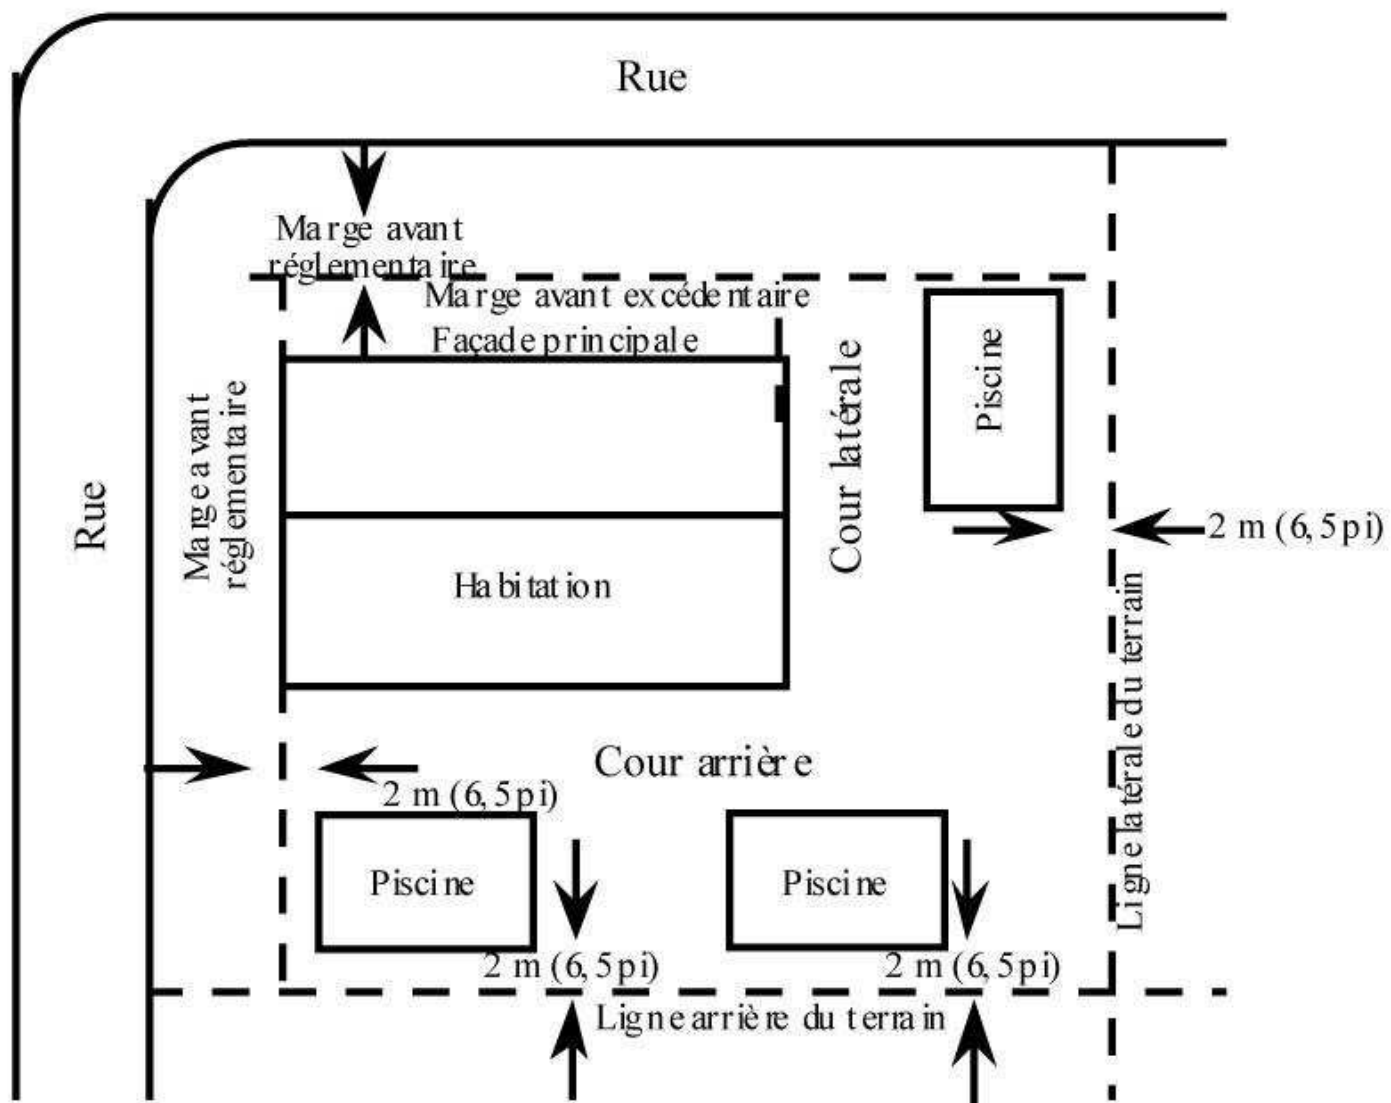 Rue
Marge avant
réglementaire
Marge avant excédentaire
Façade principale
Cour latérale
Piscine
Marge avant
réglementaire
Rue
2 m (6,5 pi)
Habitation
Ligne latérale du terrain
Cour arrière
2 m (6,5 pi)
Piscine
Piscine
2 m (6,5 pi)
2 m (6,5 pi)
Ligne arrière du terrain